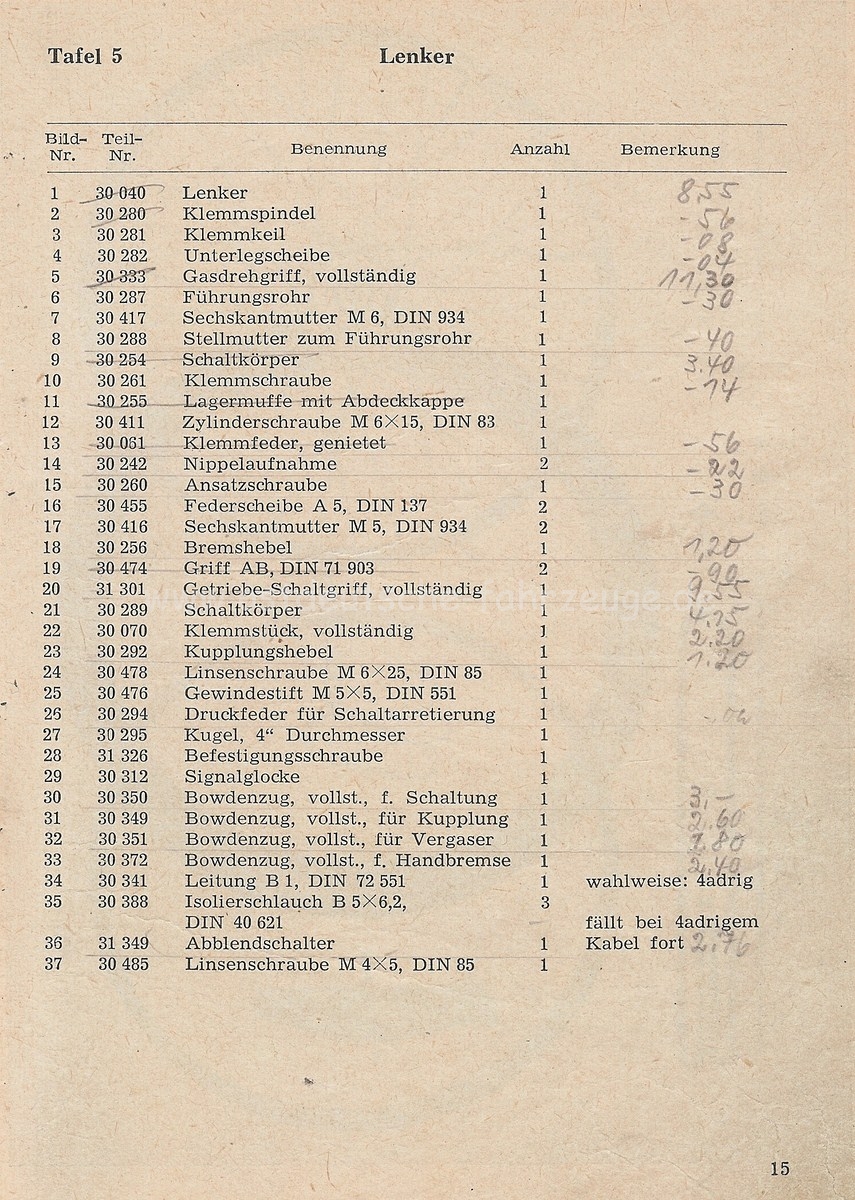 Tafel 5 Lenker
Bild- Teil-
Nr. Nr. Benennung Anzahl Bemerkung
1 30 040 Lenker 1 8,55
2 30 280 Klemmspindel 1 -56
3 30 281 Klemmkeil 1 -08
4 30 282 Unterlegscheibe 1 -04
5 30 333 Gasdrehgriff, vollständig 1 11,30
6 30 287 Führungsrohr 1 -30
7 30 417 Sechskantmutter M 6, DIN 934 1
8 30 288 Stellmutter zum Führungsrohr 1 -40
9 30 254 Schaltkörper 1 3.40
10 30 261 Klemmschraube 1 -14
11 30 255 Lagermuffe mit Abdeckkappe 1
12 30 411 Zylinderschraube M 6×15, DIN 83 1
13 30 061 Klemmfeder, genietet 1 -56
14 30 242 Nippelaufnahme 2 -22
15 30 260 Ansatzschraube 1 -30
16 30 455 Federscheibe A 5, DIN 137 2
17 30 416 Sechskantmutter M 5, DIN 934 2
18 30 256 Bremshebel 1 1,20
19 30 474 Griff AB, DIN 71 903 2 -90
20 31 301 Getriebe-Schaltgriff, vollständig 1 9.55
21 30 289 Schaltkörper 1 4.15
22 30 070 Klemmstück, vollständig 1 2.20
23 30 292 Kupplungshebel 1 1.20
24 30 478 Linsenschraube M 6×25, DIN 85 1
25 30 476 Gewindestift M 5×5, DIN 551 1
26 30 294 Druckfeder für Schaltarretierung 1
27 30 295 Kugel, 4“ Durchmesser 1
28 31 326 Befestigungsschraube 1
29 30 312 Signalglocke 1
30 30 350 Bowdenzug, vollst., f. Schaltung 1 3,-
31 30 349 Bowdenzug, vollst., für Kupplung 1 2.60
32 30 351 Bowdenzug, vollst., für Vergaser 1
33 30 372 Bowdenzug, vollst., f. Handbremse 1 2.40
34 30 341 Leitung B 1, DIN 72 551 1 wahlweise: 4adrig
35 30 388 Isolierschlauch B 5×6,2, 3
DIN 40 621 fällt bei 4adrigem
36 31 349 Abblendschalter 1 Kabel fort 2.76
37 30 485 Linsenschraube M 4×5, DIN 85 1
15